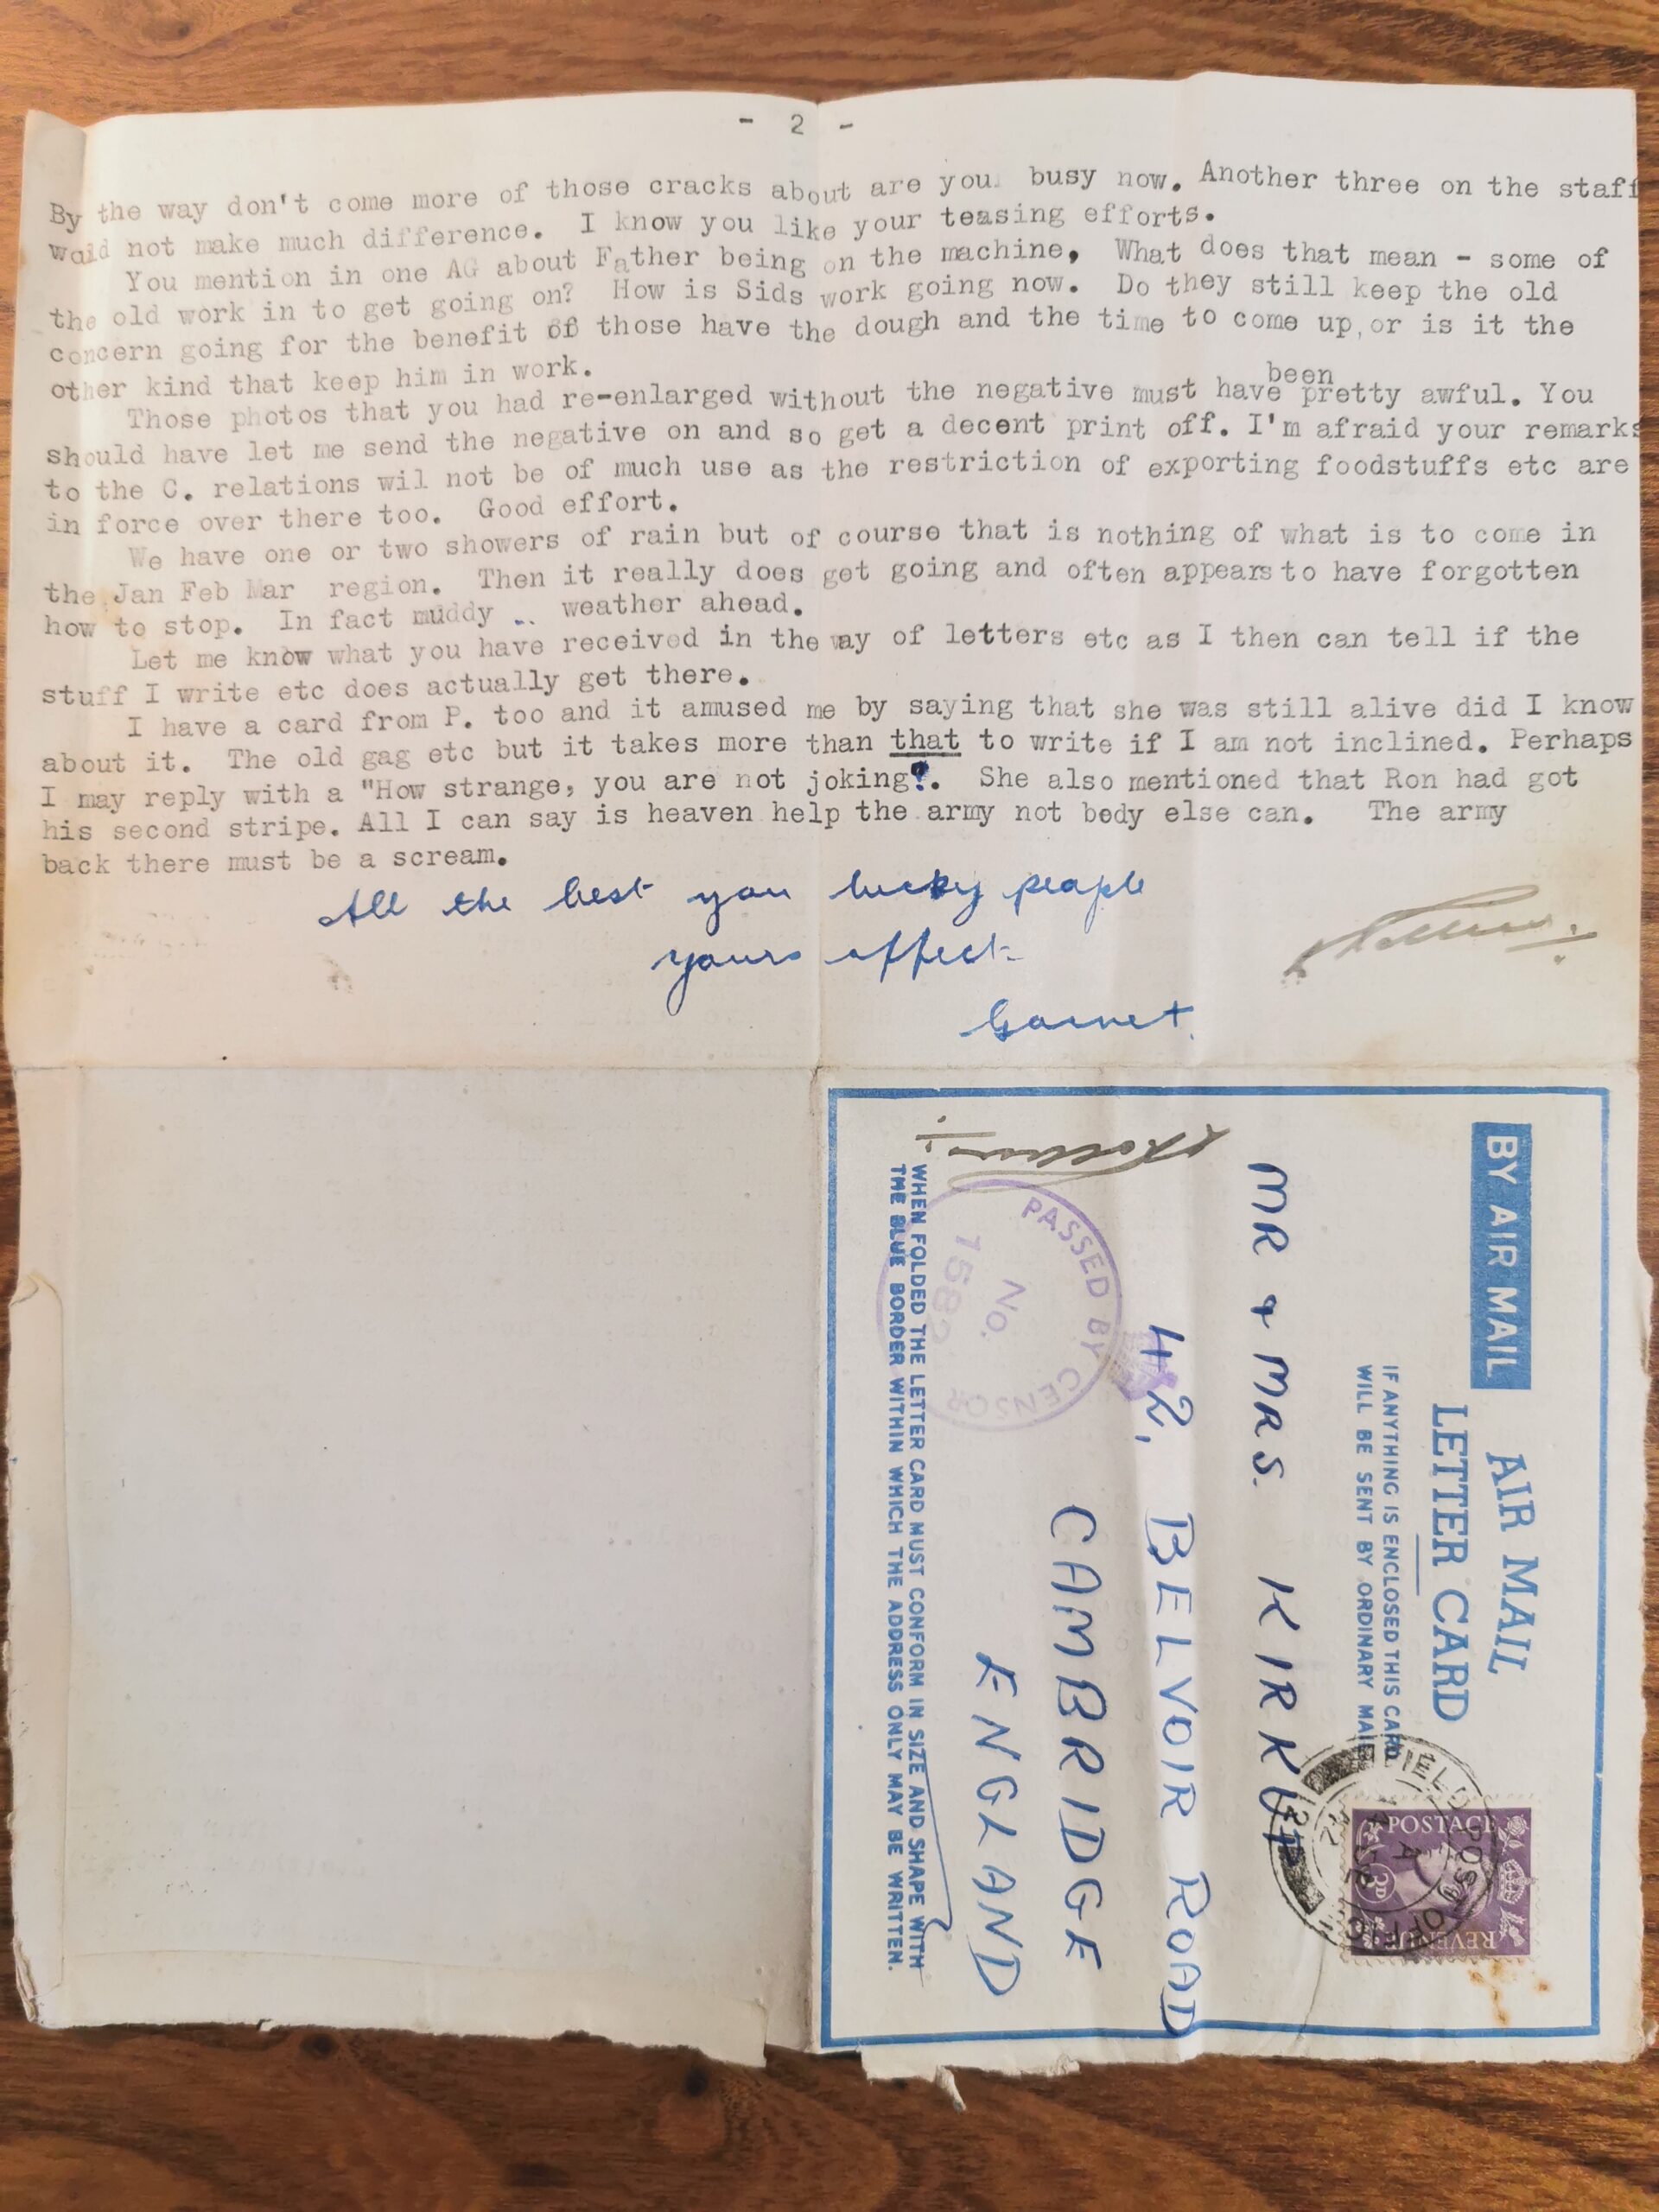 - 2 -
By the way don't come more of those cracks about are you busy now. Another three on the staff
wold not make much difference. I know you like your teasing efforts.
You mention in one AG about Father being on the machine, What does that mean - some of
the old work in to get going on? How is Sids work going now. Do they still keep the old
concern going for the benefit of those have the dough and the time to come up,or is it the
other kind that keep him in work.
been
Those photos that you had re-enlarged without the negative must have pretty awful. You
should have let me send the negative on and so get a decent print off. I'm afraid your remarks
to the C. relations wil not be of much use as the restriction of exporting foodstuffs etc are
in force over there too. Good effort.
We have one or two showers of rain but of course that is nothing of what is to come in
the Jan Feb Mar region. Then it really does get going and often appears to have forgotten
how to stop. In fact muddy .. weather ahead.
Let me know what you have received in the way of letters etc as I then can tell if the
stuff I write etc does actually get there.
I have a card from P. too and it amused me by saying that she was still alive did I know
about it. The old gag etc but it takes more than that to write if I am not inclined. Perhaps
I may reply with a "How strange, you are not joking?. She also mentioned that Ron had got
his second stripe. All I can say is heaven help the army not body else can. The army
back there must be a scream.
All the best you lucky people
yours affect-
Garnet.
BY AIR MAIL
AIR MAIL
LETTER CARD
IF ANYTHING IS ENCLOSED THIS CARD
WILL BE SENT BY ORDINARY MAIL
POSTAGE
3D
REVENUE
FIELD POST OFFICE
MR & MRS. KIRKUP
42, BELVOIR ROAD
CAMBRIDGE
ENGLAND
PASSED BY CENSOR
No.
WHEN FOLDED THE LETTER CARD MUST CONFORM IN SIZE AND SHAPE WITH
THE BLUE BORDER WITHIN WHICH THE ADDRESS ONLY MAY BE WRITTEN.